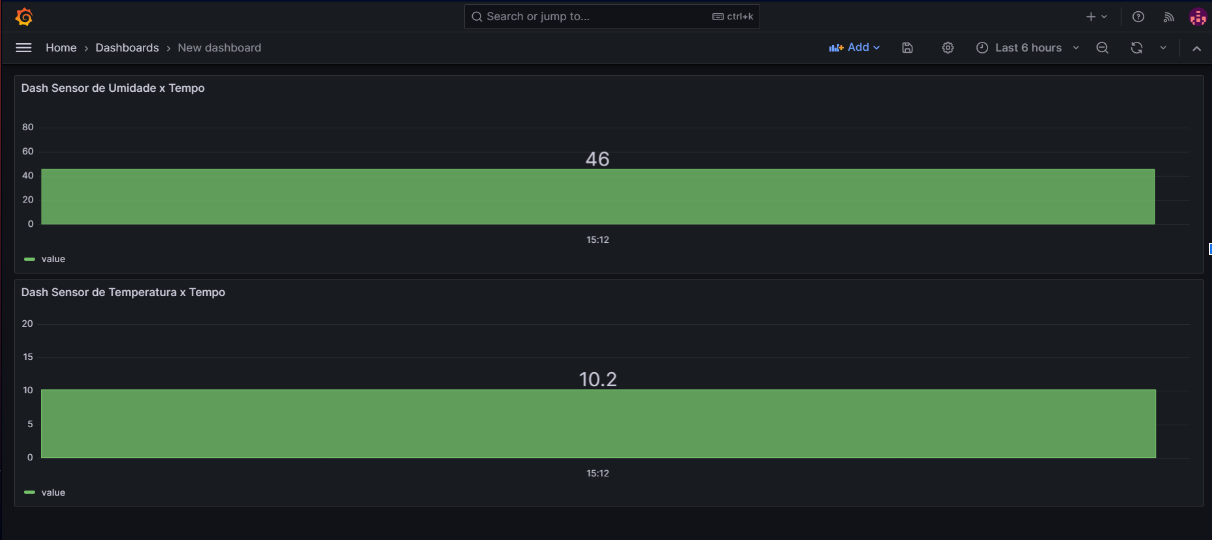 Search or jump to... ctrl+k
Home › Dashboards › New dashboard Add Last 6 hours
Dash Sensor de Umidade x Tempo
80
60
46
40
20
0
15:12
value
Dash Sensor de Temperatura x Tempo
20
15
10.2
10
5
0
15:12
value